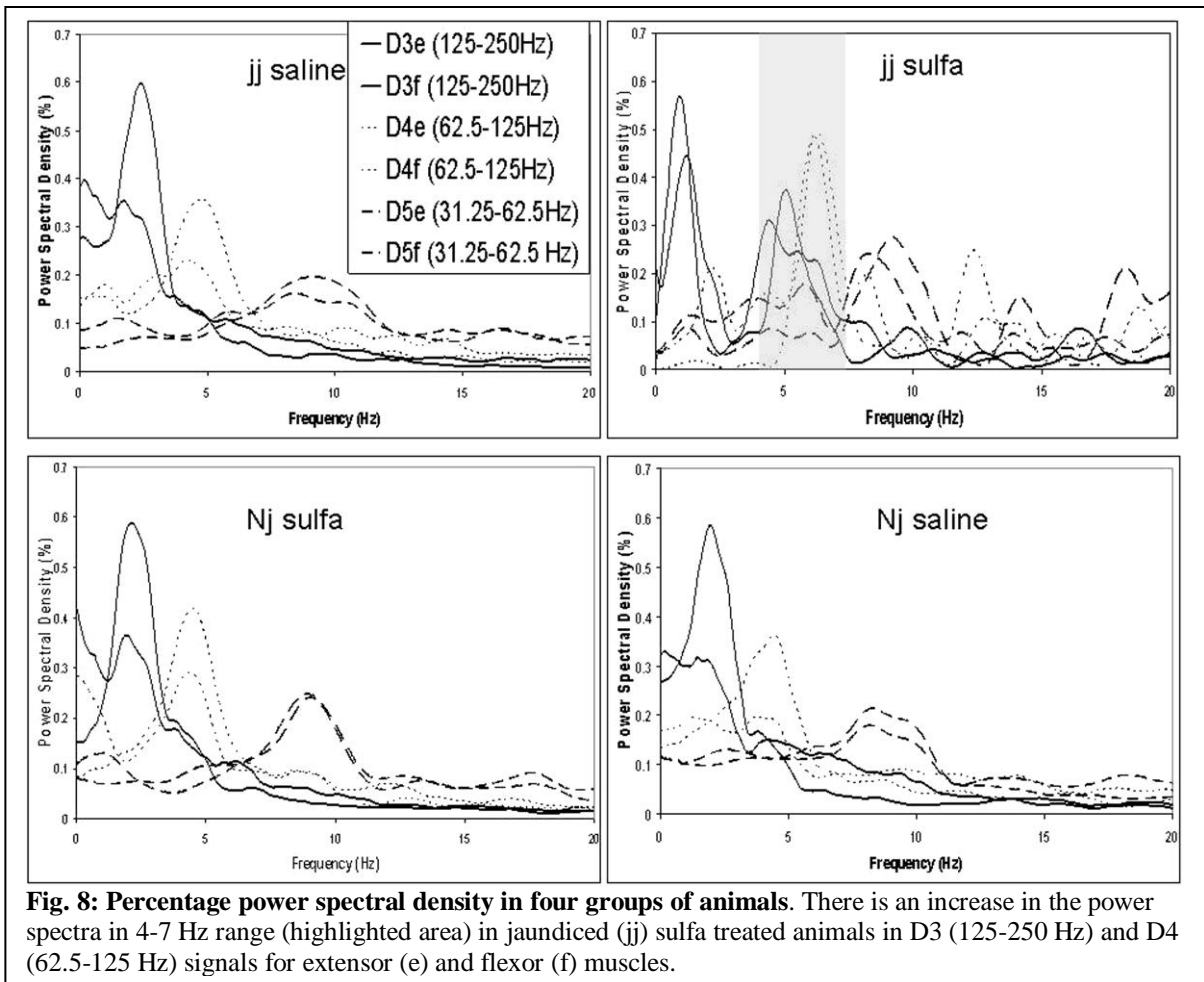 0.7
0.6
0.5
0.4
0.3
0.2
0.1
0
Power Spectral Density (%)
jj saline
D3e (125-250Hz)
D3f (125-250Hz)
D4e (62.5-125Hz)
D4f (62.5-125Hz)
D5e (31.25-62.5Hz)
D5f (31.25-62.5 Hz)
0 5 10 15 20
Frequency (Hz)
0.7
0.6
0.5
0.4
0.3
0.2
0.1
0
Power Spectral Density (%)
jj sulfa
0 5 10 15 20
Frequency (Hz)
0.7
0.6
0.5
0.4
0.3
0.2
0.1
0
Power Spectral Density (%)
Nj sulfa
0 5 10 15 20
Frequency (Hz)
0.7
0.6
0.5
0.4
0.3
0.2
0.1
0
Power Spectral Density (%)
Nj saline
0 5 10 15 20
Frequency (Hz)
Fig. 8: Percentage power spectral density in four groups of animals. There is an increase in the power
spectra in 4-7 Hz range (highlighted area) in jaundiced (jj) sulfa treated animals in D3 (125-250 Hz) and D4
(62.5-125 Hz) signals for extensor (e) and flexor (f) muscles.